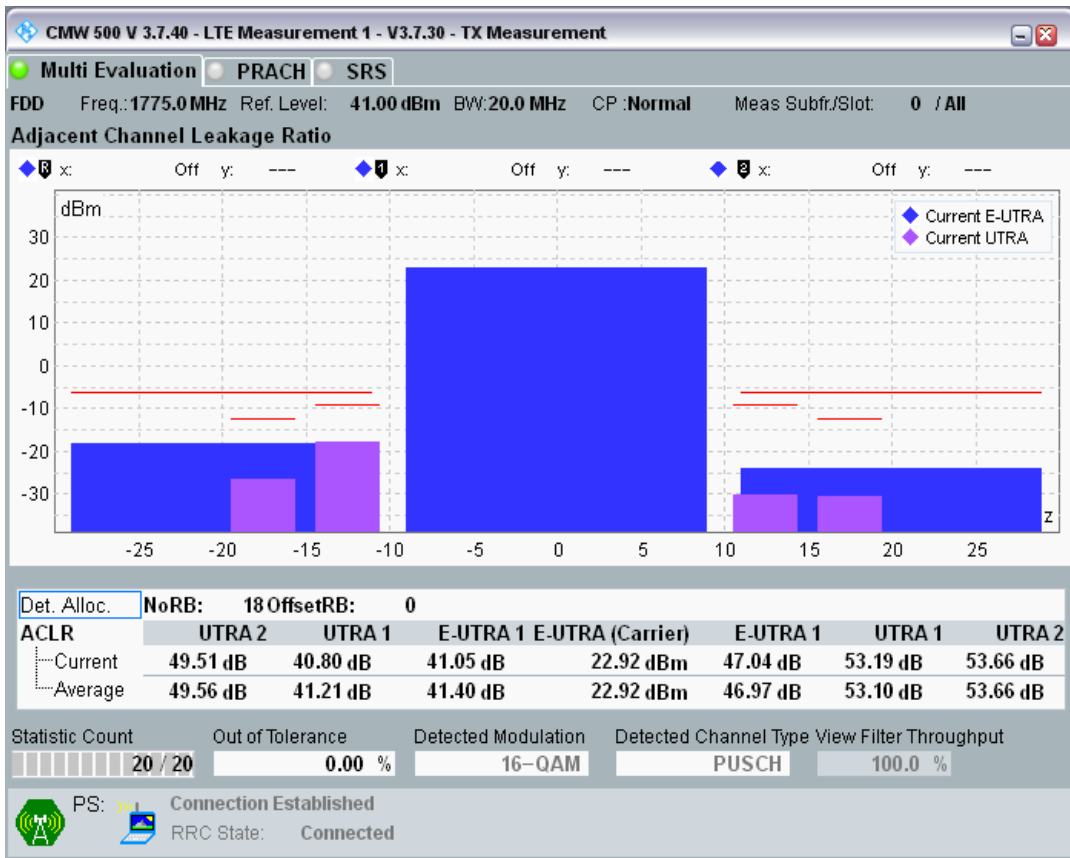 CMW 500 V 3.7.40 - LTE Measurement 1 - V3.7.30 - TX Measurement
Multi Evaluation PRACH SRS
FDD Freq.:1775.0 MHz Ref. Level: 41.00 dBm BW:20.0 MHz CP :Normal Meas Subfr./Slot: 0 / All
Adjacent Channel Leakage Ratio
R x: Off y: --- 1 x: Off y: --- 2 x: Off y: ---
dBm
Current E-UTRA
Current UTRA
30
20
10
0
-10
-20
-30
z
-25 -20 -15 -10 -5 0 5 10 15 20 25
Det. Alloc. NoRB: 18 OffsetRB: 0
ACLR UTRA 2 UTRA 1 E-UTRA 1 E-UTRA (Carrier) E-UTRA 1 UTRA 1 UTRA 2
Current 49.51 dB 40.80 dB 41.05 dB 22.92 dBm 47.04 dB 53.19 dB 53.66 dB
Average 49.56 dB 41.21 dB 41.40 dB 22.92 dBm 46.97 dB 53.10 dB 53.66 dB
Statistic Count Out of Tolerance Detected Modulation Detected Channel Type View Filter Throughput
20 / 20 0.00 % 16-QAM PUSCH 100.0 %
PS: Connection Established
RRC State: Connected